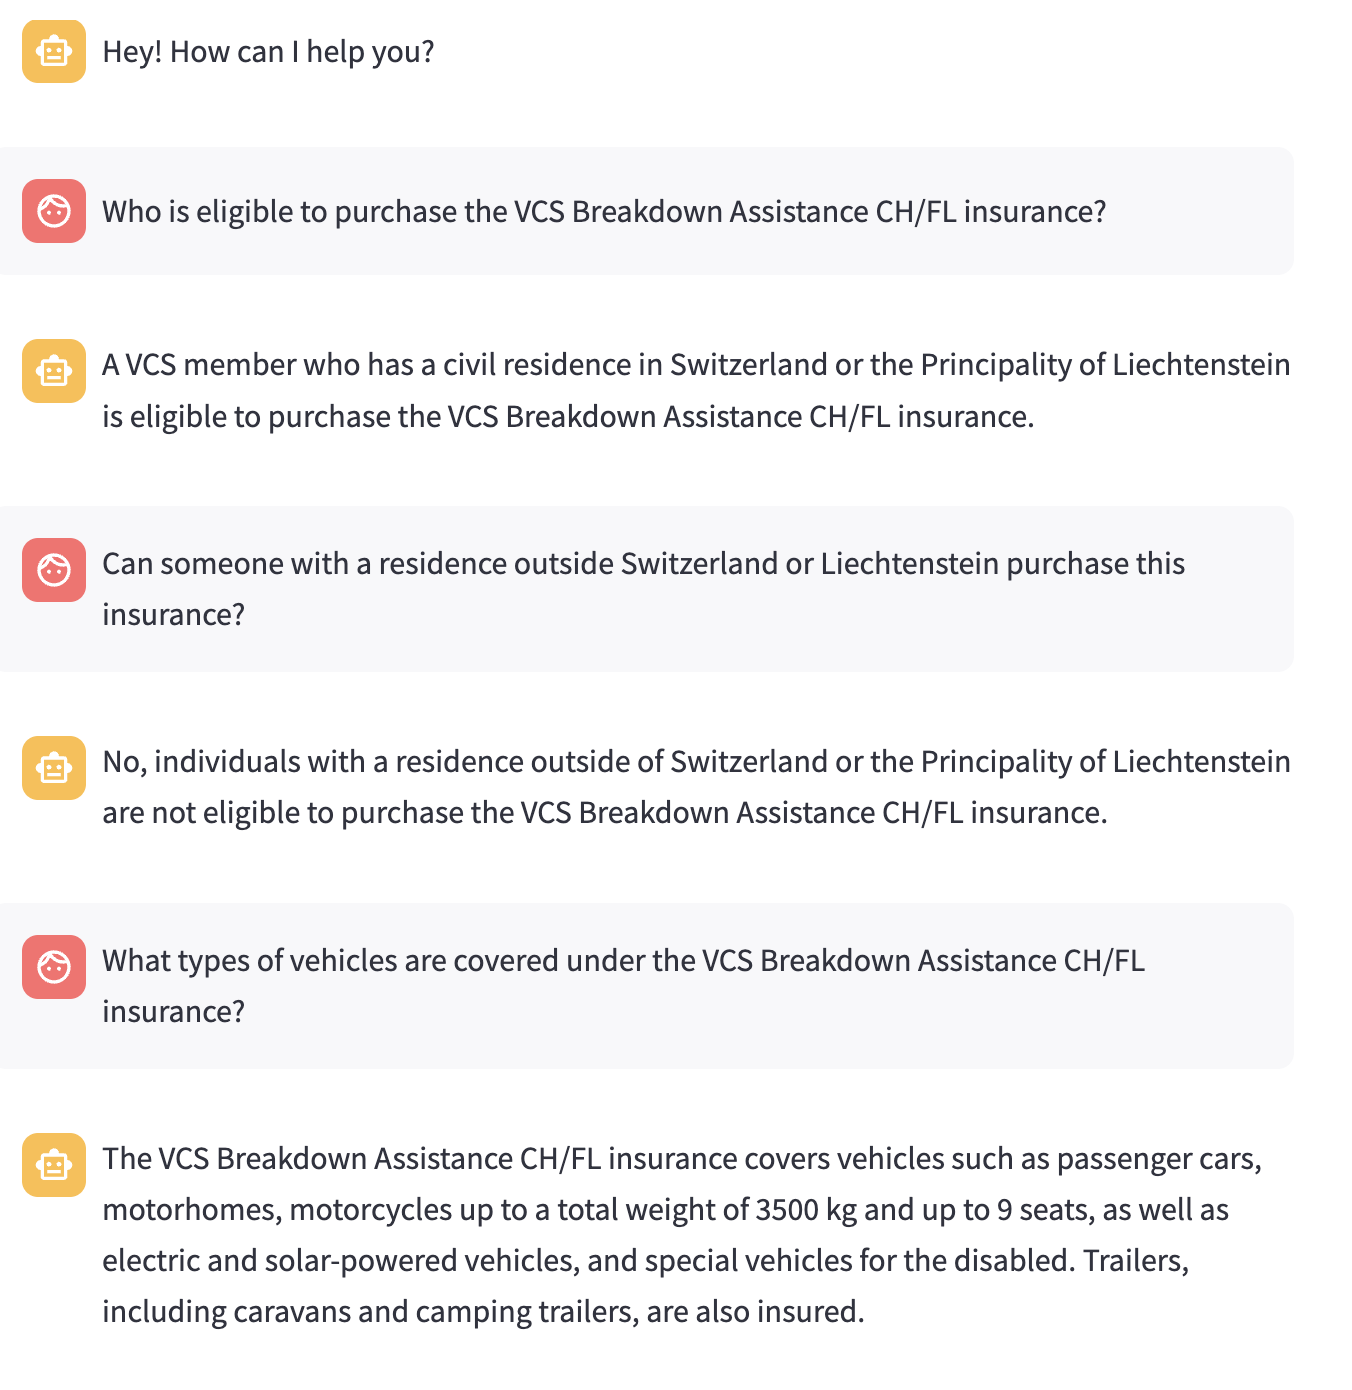 Hey! How can I help you?
Who is eligible to purchase the VCS Breakdown Assistance CH/FL insurance?
A VCS member who has a civil residence in Switzerland or the Principality of Liechtenstein
is eligible to purchase the VCS Breakdown Assistance CH/FL insurance.
Can someone with a residence outside Switzerland or Liechtenstein purchase this
insurance?
No, individuals with a residence outside of Switzerland or the Principality of Liechtenstein
are not eligible to purchase the VCS Breakdown Assistance CH/FL insurance.
What types of vehicles are covered under the VCS Breakdown Assistance CH/FL
insurance?
The VCS Breakdown Assistance CH/FL insurance covers vehicles such as passenger cars,
motorhomes, motorcycles up to a total weight of 3500 kg and up to 9 seats, as well as
electric and solar-powered vehicles, and special vehicles for the disabled. Trailers,
including caravans and camping trailers, are also insured.